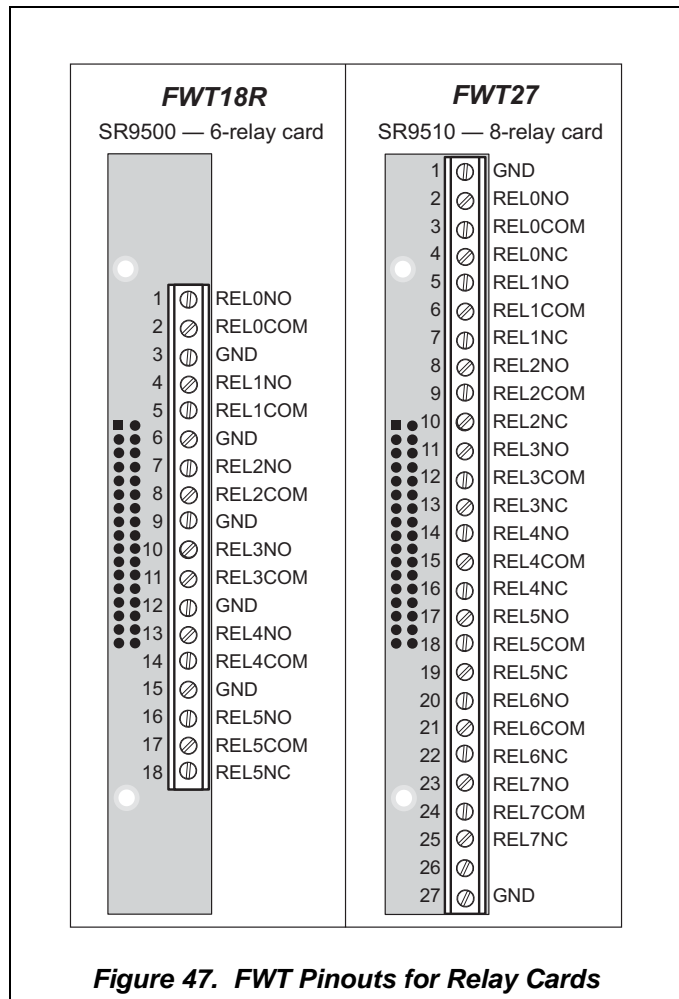 FWT18R
SR9500 — 6-relay card
1 REL0NO
2 REL0COM
3 GND
4 REL1NO
5 REL1COM
6 GND
7 REL2NO
8 REL2COM
9 GND
10 REL3NO
11 REL3COM
12 GND
13 REL4NO
14 REL4COM
15 GND
16 REL5NO
17 REL5COM
18 REL5NC
FWT27
SR9510 — 8-relay card
1 GND
2 REL0NO
3 REL0COM
4 REL0NC
5 REL1NO
6 REL1COM
7 REL1NC
8 REL2NO
9 REL2COM
10 REL2NC
11 REL3NO
12 REL3COM
13 REL3NC
14 REL4NO
15 REL4COM
16 REL4NC
17 REL5NO
18 REL5COM
19 REL5NC
20 REL6NO
21 REL6COM
22 REL6NC
23 REL7NO
24 REL7COM
25 REL7NC
26
27 GND
Figure 47. FWT Pinouts for Relay Cards